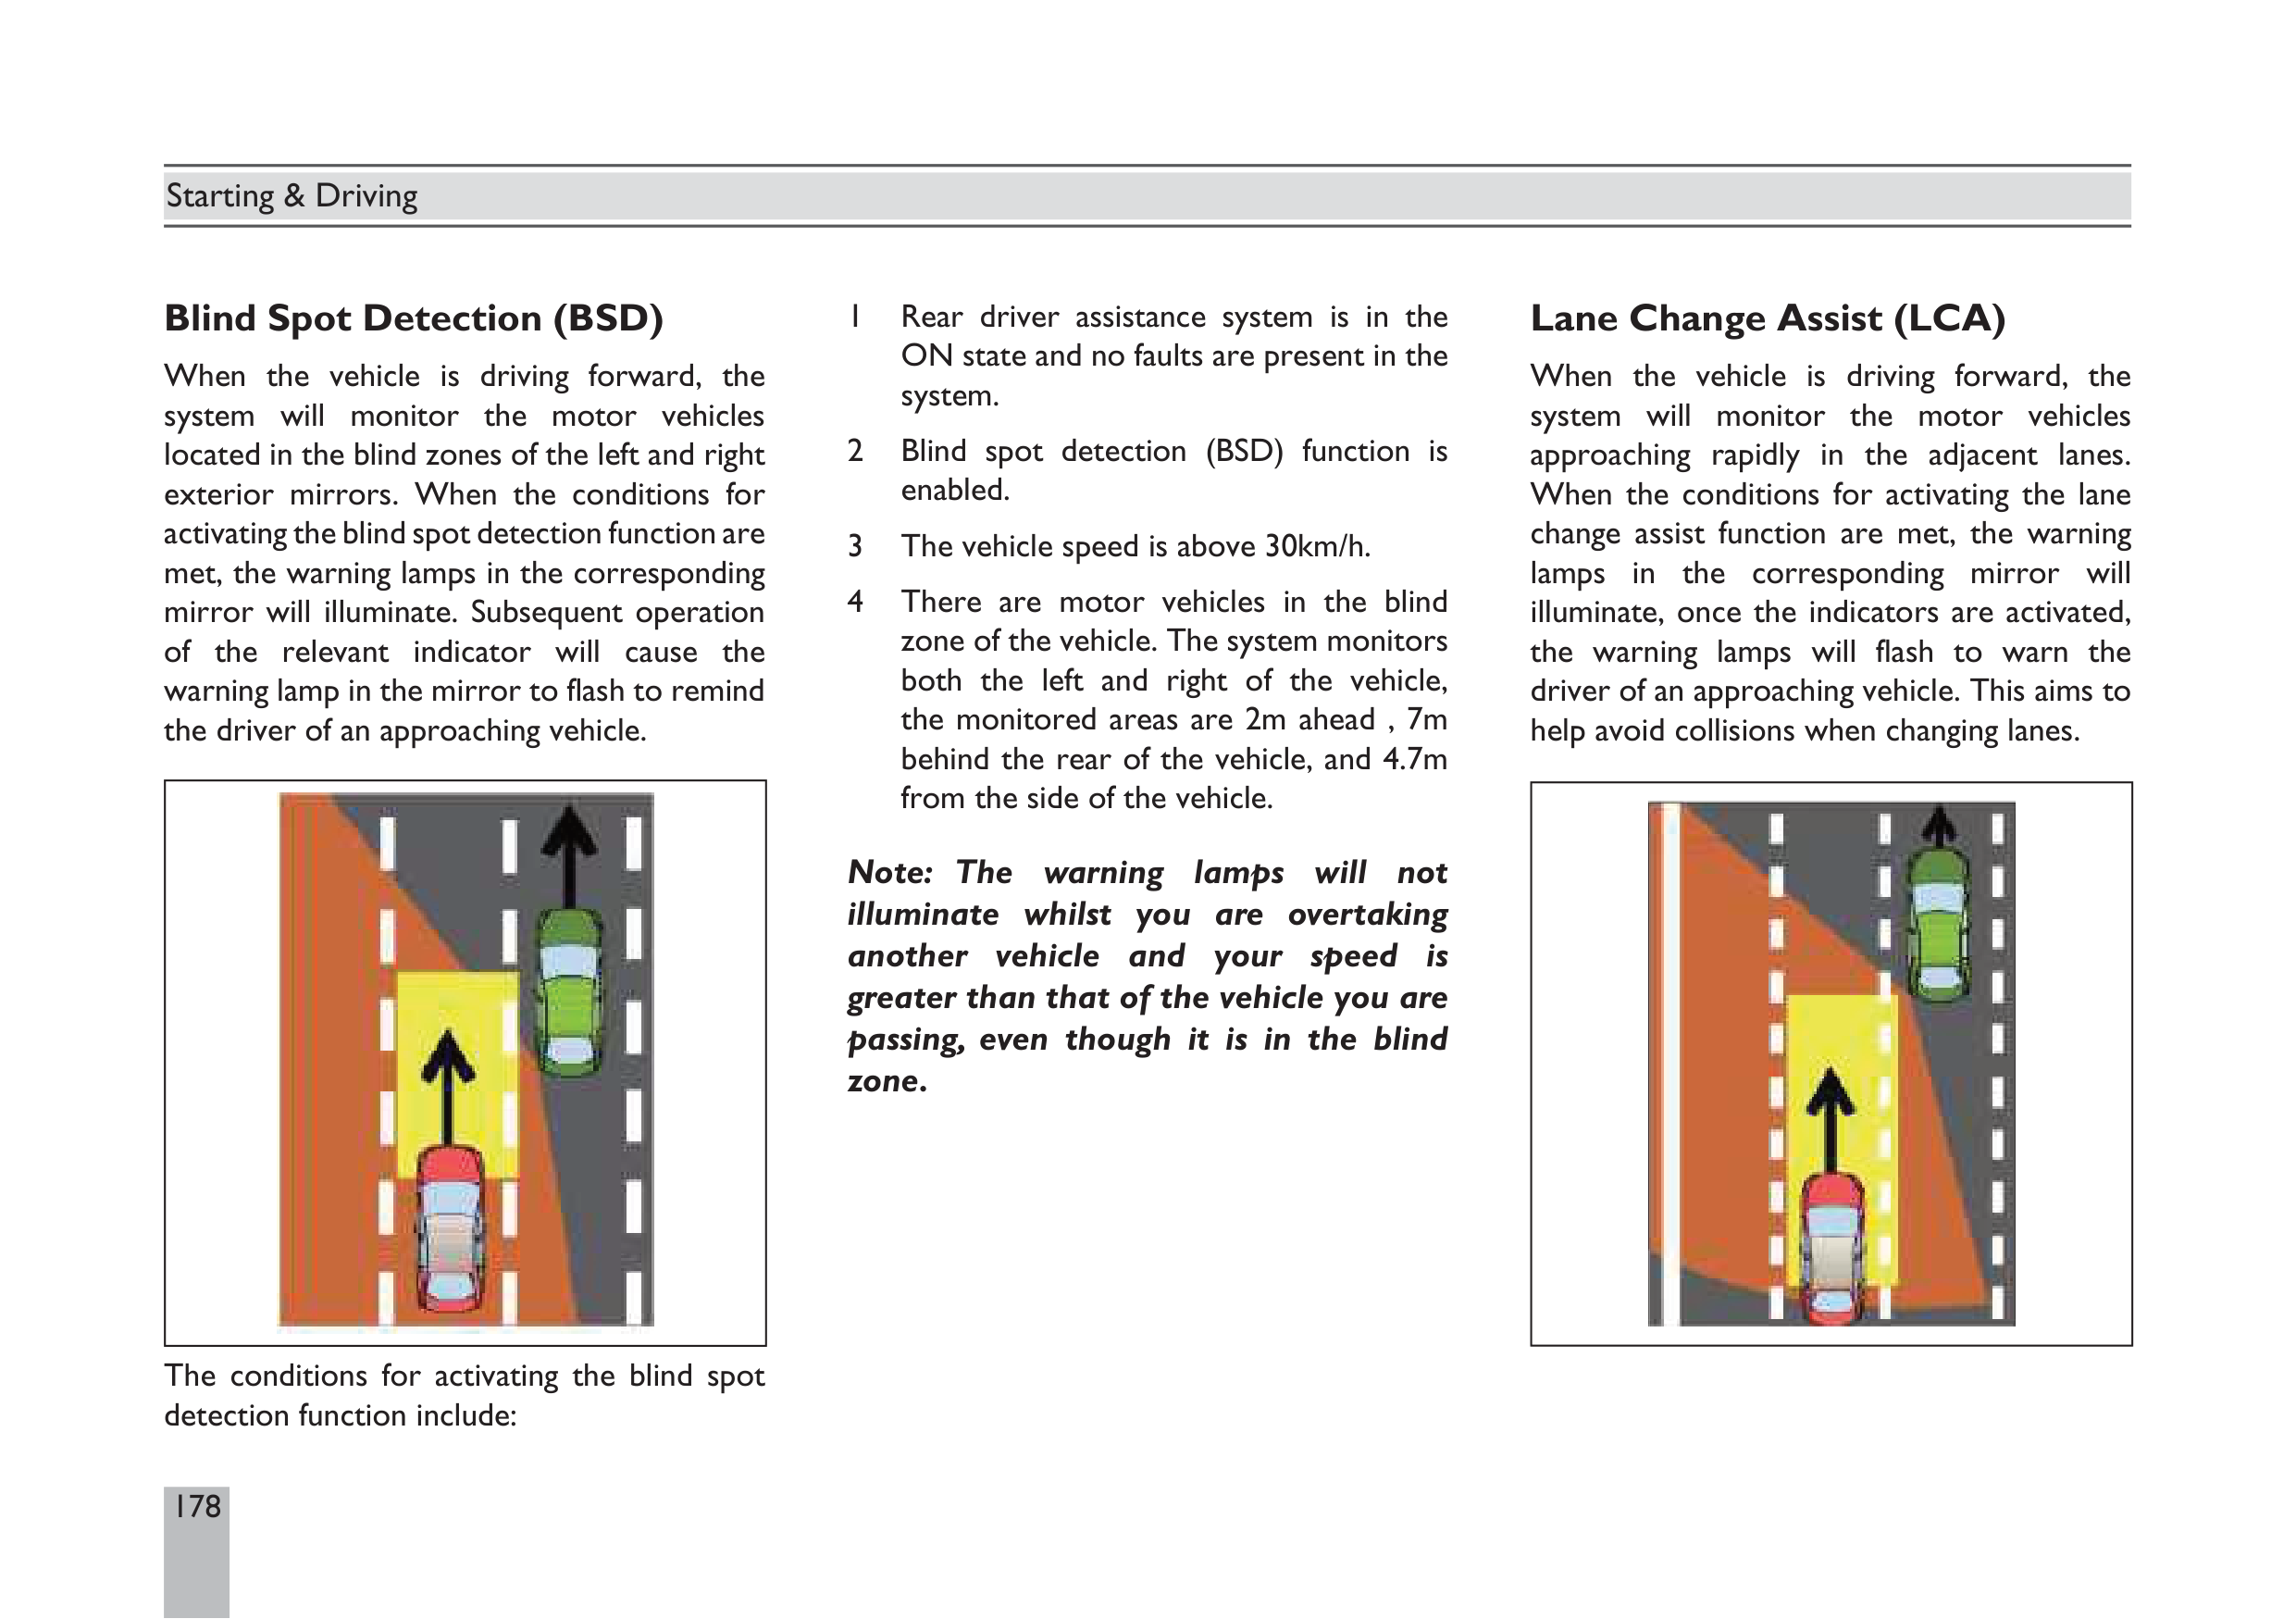 Starting & Driving
Blind Spot Detection (BSD)
When the vehicle is driving forward, the
system will monitor the motor vehicles
located in the blind zones of the left and right
exterior mirrors. When the conditions for
activating the blind spot detection function are
met, the warning lamps in the corresponding
mirror will illuminate. Subsequent operation
of the relevant indicator will cause the
warning lamp in the mirror to flash to remind
the driver of an approaching vehicle.
The conditions for activating the blind spot
detection function include:
1 Rear driver assistance system is in the
ON state and no faults are present in the
system.
2 Blind spot detection (BSD) function is
enabled.
3 The vehicle speed is above 30km/h.
4 There are motor vehicles in the blind
zone of the vehicle. The system monitors
both the left and right of the vehicle,
the monitored areas are 2m ahead , 7m
behind the rear of the vehicle, and 4.7m
from the side of the vehicle.
Note: The warning lamps will not
illuminate whilst you are overtaking
another vehicle and your speed is
greater than that of the vehicle you are
passing, even though it is in the blind
zone.
Lane Change Assist (LCA)
When the vehicle is driving forward, the
system will monitor the motor vehicles
approaching rapidly in the adjacent lanes.
When the conditions for activating the lane
change assist function are met, the warning
lamps in the corresponding mirror will
illuminate, once the indicators are activated,
the warning lamps will flash to warn the
driver of an approaching vehicle. This aims to
help avoid collisions when changing lanes.
178